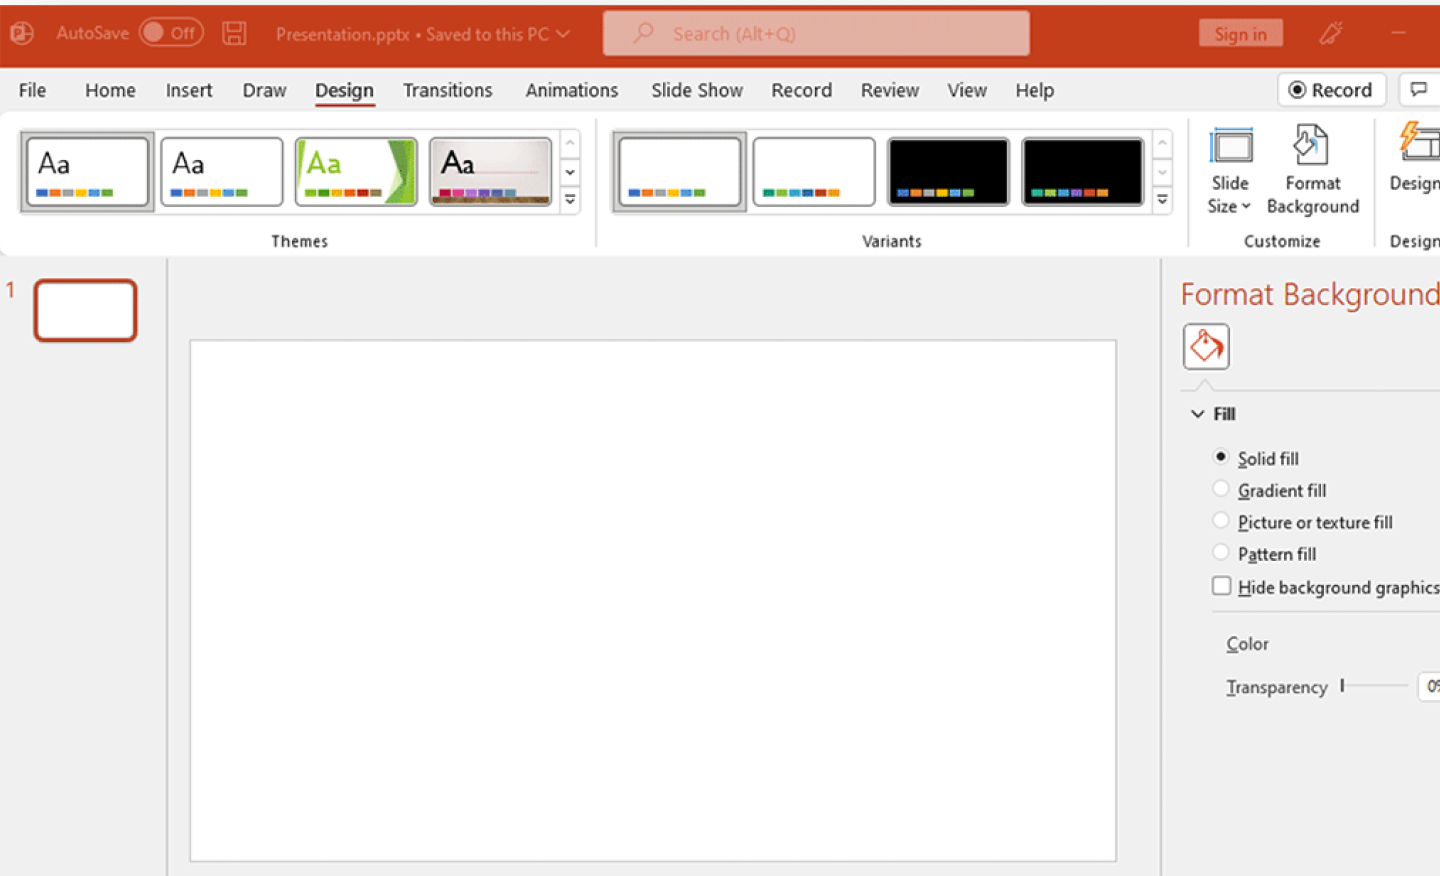 AutoSave Off Presentation.pptx • Saved to this PC Search (Alt+Q) Sign in
File Home Insert Draw Design Transitions Animations Slide Show Record Review View Help Record
Aa Aa Aa Aa
Slide Size
Format Background
Design
Themes Variants Customize Design
1
Format Background
Fill
Solid fill
Gradient fill
Picture or texture fill
Pattern fill
Hide background graphics
Color
Transparency 0%